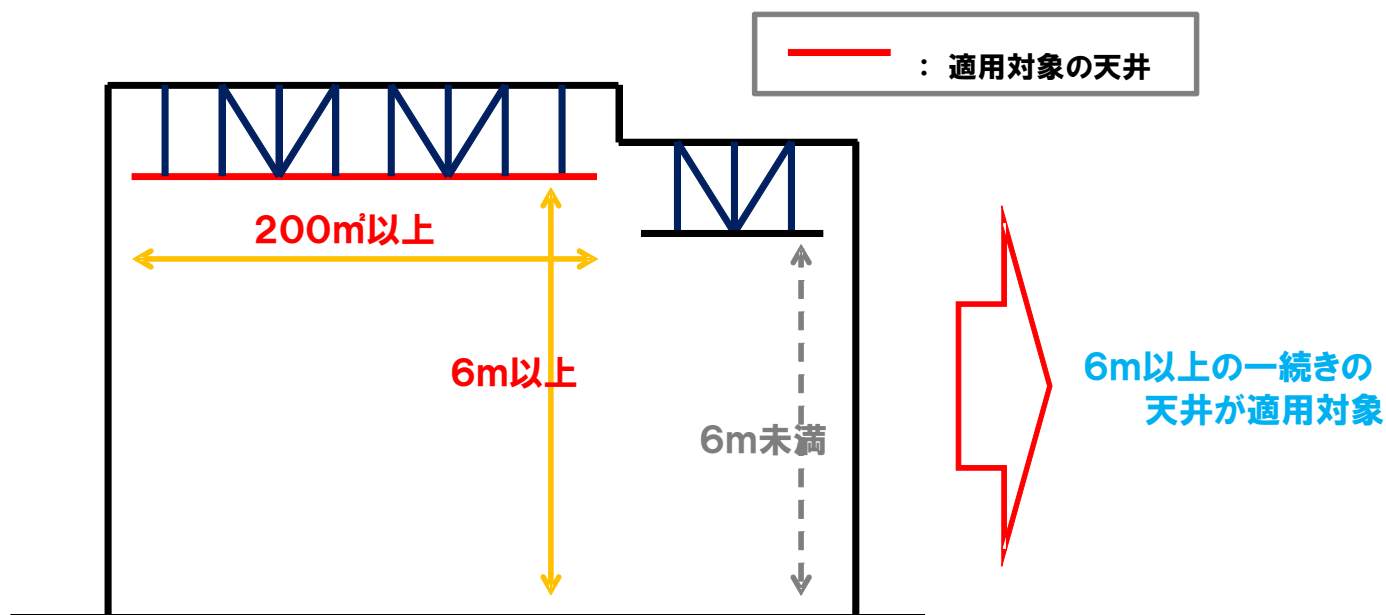 ： 適用対象の天井
200㎡以上
6m以上
6m未満
6m以上の一続きの
天井が適用対象